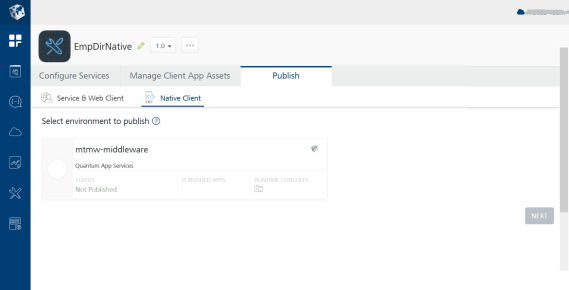 EmpDirNative 1.0
Configure Services Manage Client App Assets Publish
Service & Web Client Native Client
Select environment to publish
mtmw-middleware
Quantum App Services
STATUS PUBLISHED APPS RUNTIME CONSOLES
Not Published
NEXT